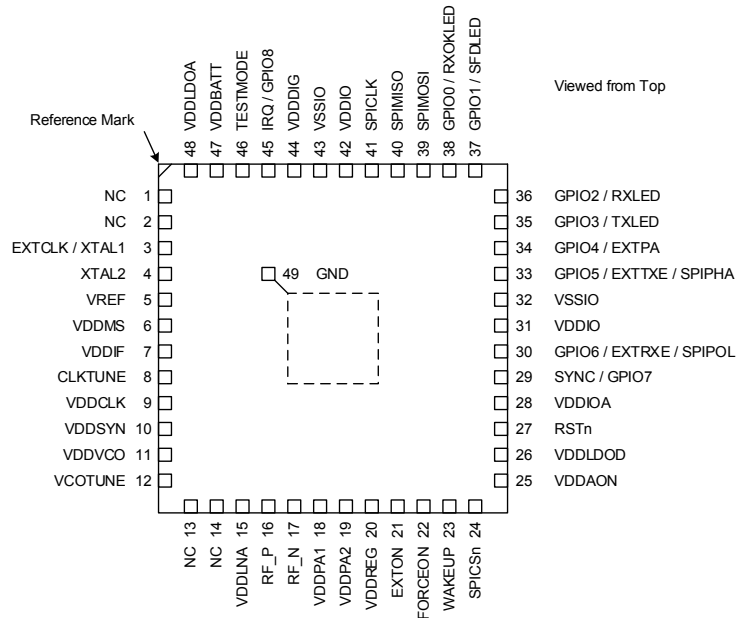 48 VDDLDOA
47 VDDBATT
46 TESTMODE
45 IRQ / GPIO8
44 VDDDIG
43 VSSIO
42 VDDIO
41 SPICLK
40 SPIMISO
39 SPIMOSI
38 GPIO0 / RXOKLED
37 GPIO1 / SFDLED
Viewed from Top
Reference Mark
NC 1
NC 2
EXTCLK / XTAL1 3
XTAL2 4
VREF 5
VDDMS 6
VDDIF 7
CLKTUNE 8
VDDCLK 9
VDDSYN 10
VDDVCO 11
VCOTUNE 12
49 GND
36 GPIO2 / RXLED
35 GPIO3 / TXLED
34 GPIO4 / EXTPA
33 GPIO5 / EXTTXE / SPIPHA
32 VSSIO
31 VDDIO
30 GPIO6 / EXTRXE / SPIPOL
29 SYNC / GPIO7
28 VDDIOA
27 RSTn
26 VDDLDOD
25 VDDAON
NC 13
NC 14
VDDLNA 15
RF_P 16
RF_N 17
VDDPA1 18
VDDPA2 19
VDDREG 20
EXTON 21
FORCEON 22
WAKEUP 23
SPICSn 24